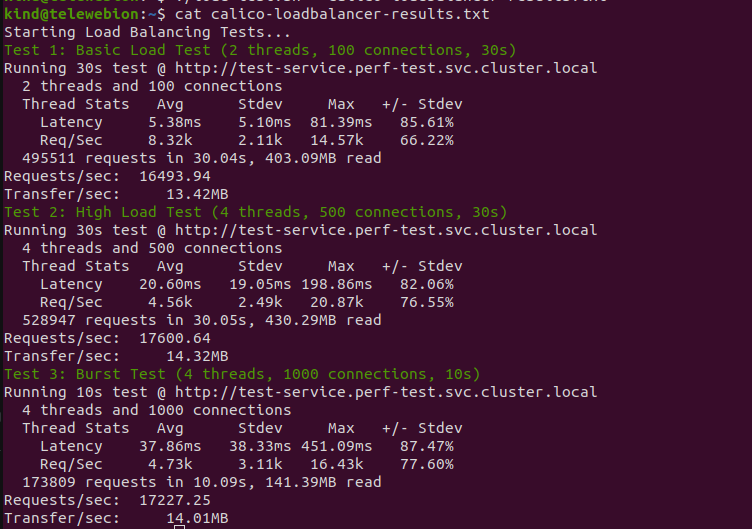 kind@telewebion:~$ cat calico-loadbalancer-results.txt
Starting Load Balancing Tests...
Test 1: Basic Load Test (2 threads, 100 connections, 30s)
Running 30s test @ http://test-service.perf-test.svc.cluster.local
  2 threads and 100 connections
  Thread Stats   Avg      Stdev     Max   +/- Stdev
    Latency     5.38ms    5.10ms  81.39ms   85.61%
    Req/Sec     8.32k     2.11k   14.57k    66.22%
  495511 requests in 30.04s, 403.09MB read
Requests/sec:  16493.94
Transfer/sec:     13.42MB
Test 2: High Load Test (4 threads, 500 connections, 30s)
Running 30s test @ http://test-service.perf-test.svc.cluster.local
  4 threads and 500 connections
  Thread Stats   Avg      Stdev     Max   +/- Stdev
    Latency    20.60ms   19.05ms 198.86ms   82.06%
    Req/Sec     4.56k     2.49k   20.87k    76.55%
  528947 requests in 30.05s, 430.29MB read
Requests/sec:  17600.64
Transfer/sec:     14.32MB
Test 3: Burst Test (4 threads, 1000 connections, 10s)
Running 10s test @ http://test-service.perf-test.svc.cluster.local
  4 threads and 1000 connections
  Thread Stats   Avg      Stdev     Max   +/- Stdev
    Latency    37.86ms   38.33ms 451.09ms   87.47%
    Req/Sec     4.73k     3.11k   16.43k    77.60%
  173809 requests in 10.09s, 141.39MB read
Requests/sec:  17227.25
Transfer/sec:     14.01MB